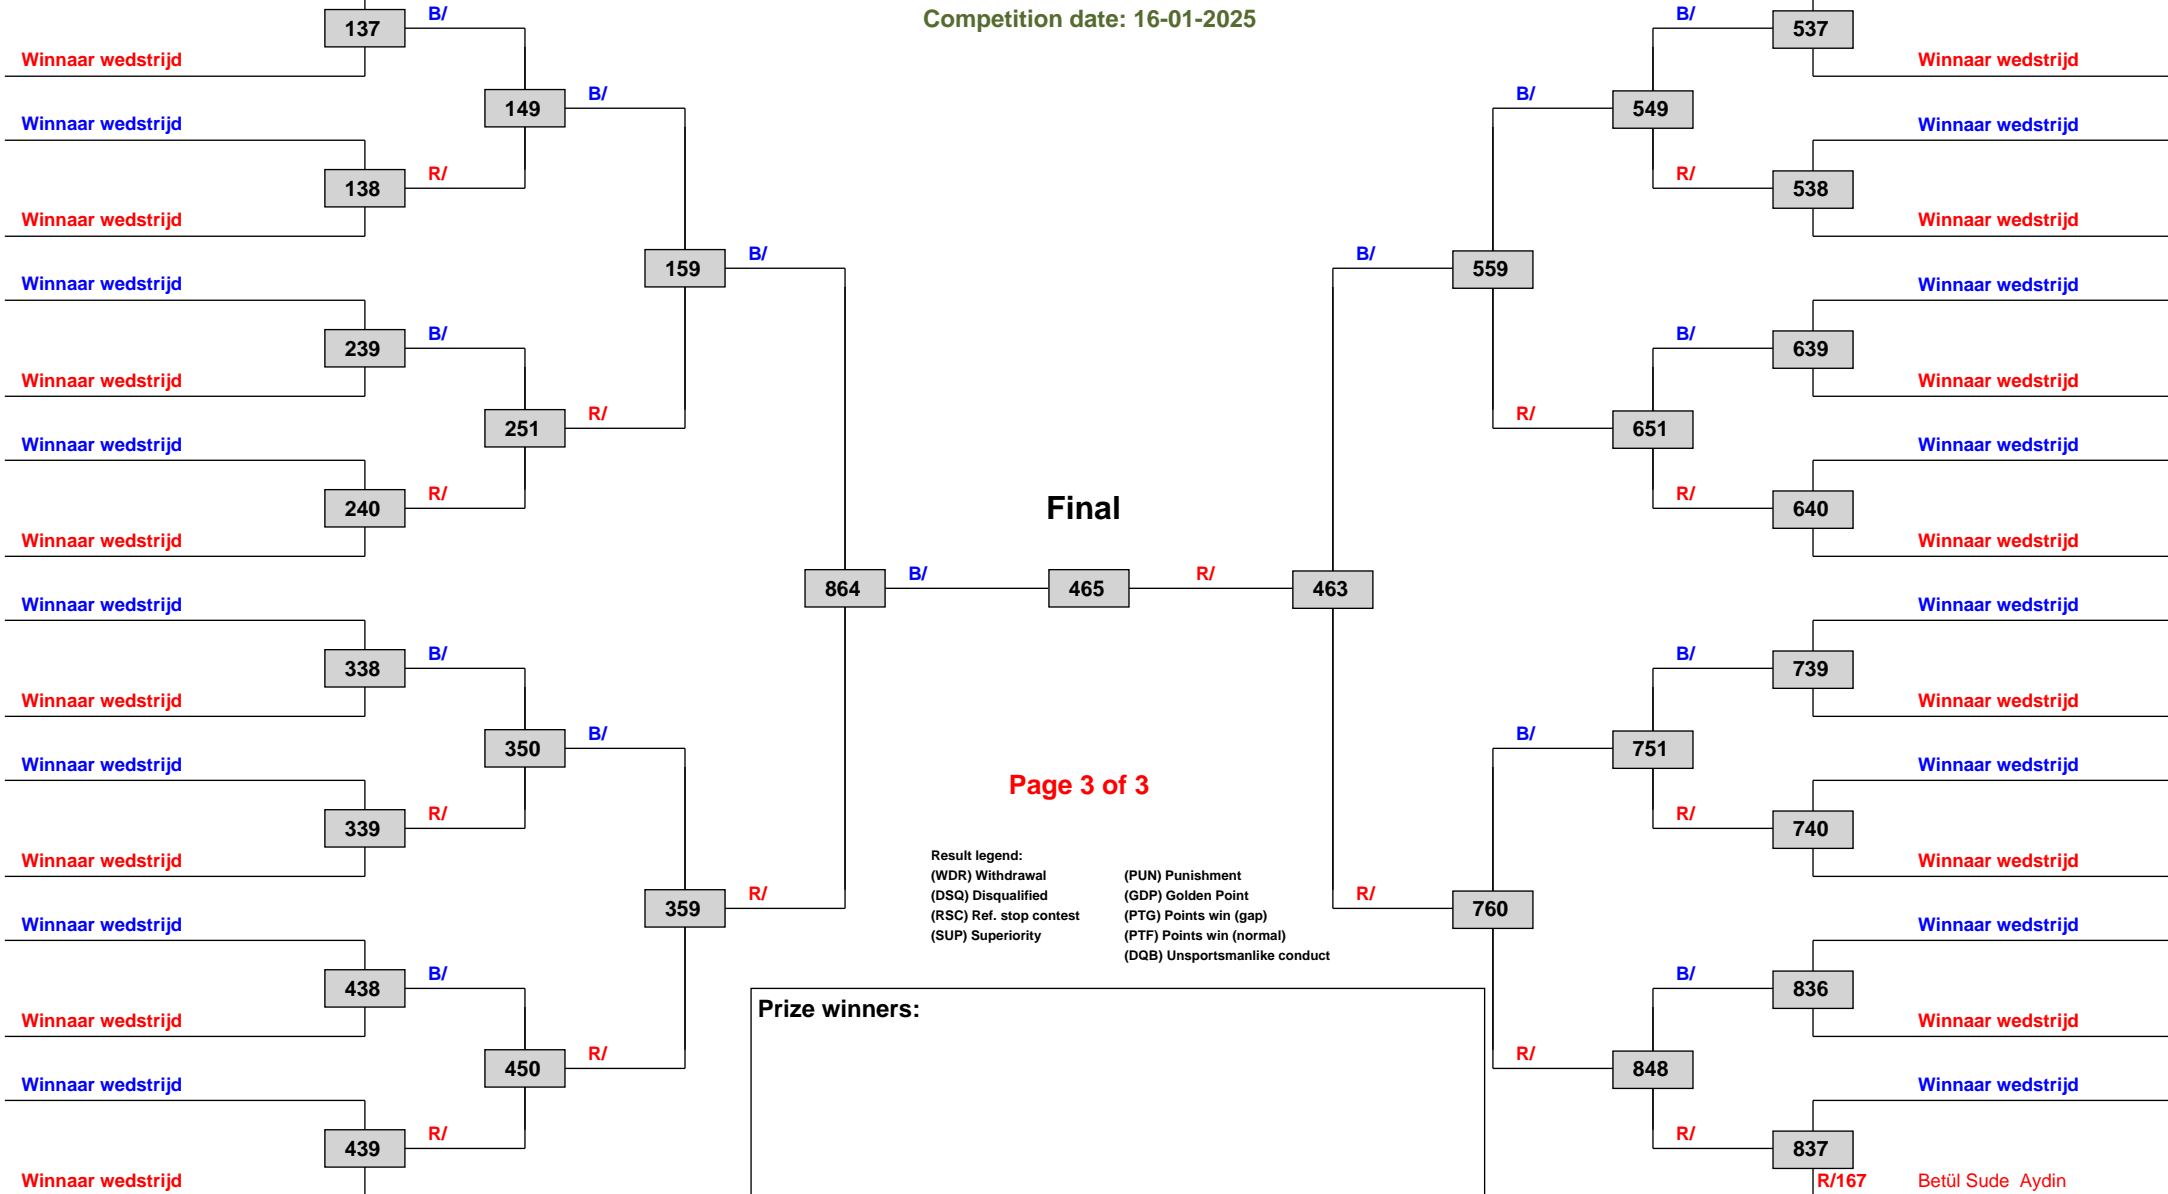 Competition date: 16-01-2025
137
B/
Winnaar wedstrijd
149
B/
Winnaar wedstrijd
138
R/
Winnaar wedstrijd
159
B/
Winnaar wedstrijd
239
B/
Winnaar wedstrijd
251
R/
Winnaar wedstrijd
240
R/
Winnaar wedstrijd
864
B/
Winnaar wedstrijd
338
B/
Winnaar wedstrijd
350
B/
Winnaar wedstrijd
339
R/
Winnaar wedstrijd
359
R/
Winnaar wedstrijd
438
B/
Winnaar wedstrijd
450
R/
Winnaar wedstrijd
439
R/
Winnaar wedstrijd
Final
465
R/
463
Page 3 of 3
Result legend:
(WDR) Withdrawal
(DSQ) Disqualified
(RSC) Ref. stop contest
(SUP) Superiority
(PUN) Punishment
(GDP) Golden Point
(PTG) Points win (gap)
(PTF) Points win (normal)
(DQB) Unsportsmanlike conduct
Prize winners:
B/
537
Winnaar wedstrijd
B/
549
Winnaar wedstrijd
R/
538
Winnaar wedstrijd
B/
559
Winnaar wedstrijd
B/
639
Winnaar wedstrijd
R/
651
Winnaar wedstrijd
R/
640
Winnaar wedstrijd
Winnaar wedstrijd
B/
739
Winnaar wedstrijd
B/
751
Winnaar wedstrijd
R/
740
Winnaar wedstrijd
R/
760
Winnaar wedstrijd
B/
836
Winnaar wedstrijd
R/
848
Winnaar wedstrijd
R/
837
R/167 Betül Sude Aydin